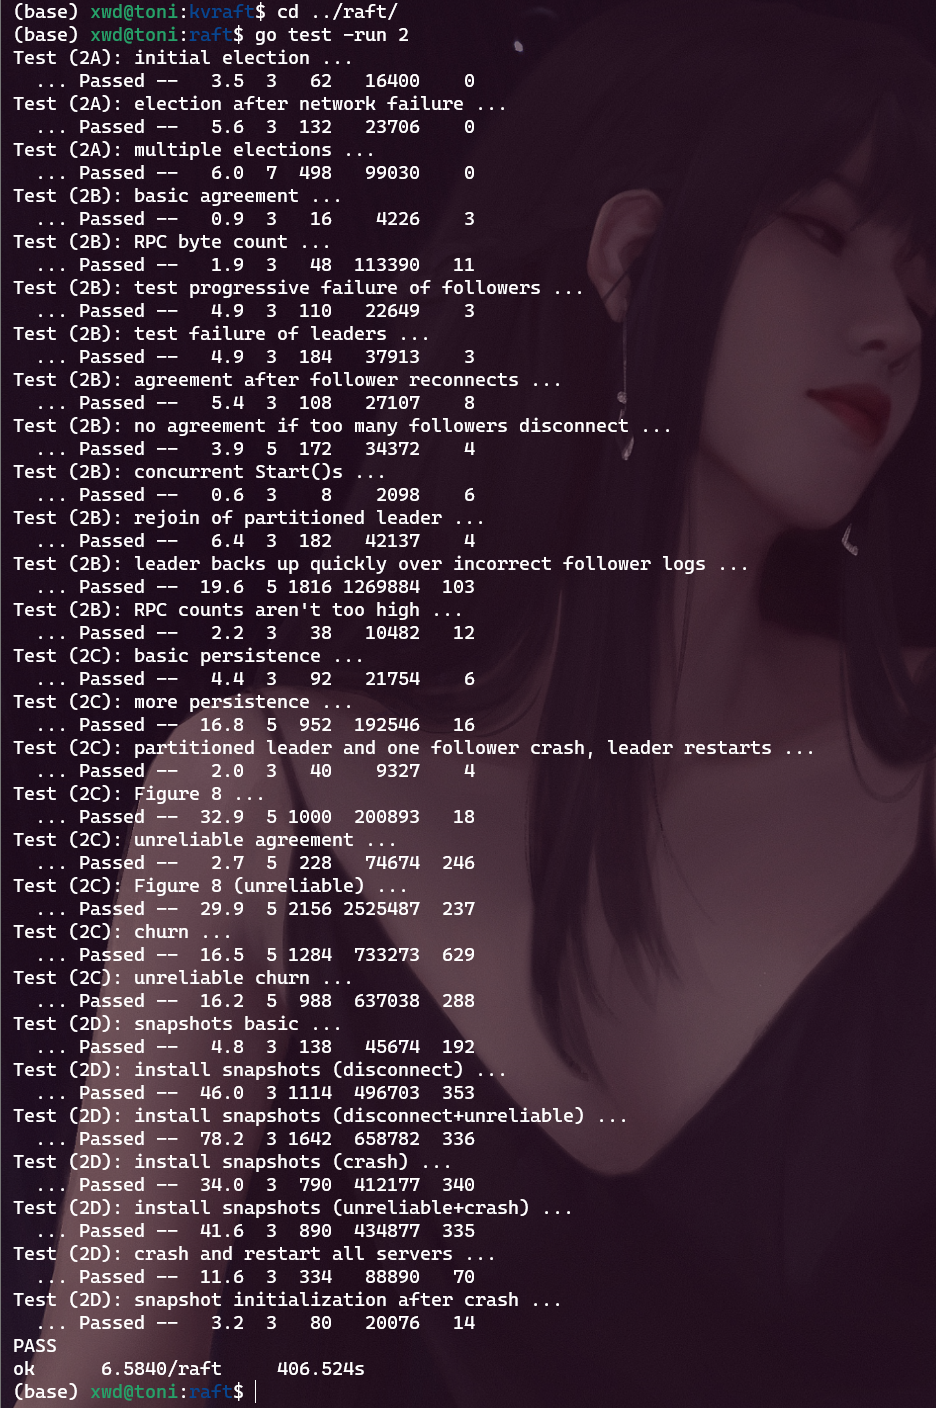 (base) xwd@toni:kvraft$ cd ../raft/
(base) xwd@toni:raft$ go test -run 2
Test (2A): initial election ...
  ... Passed --   3.5  3   62   16400    0
Test (2A): election after network failure ...
  ... Passed --   5.6  3  132   23706    0
Test (2A): multiple elections ...
  ... Passed --   6.0  7  498   99030    0
Test (2B): basic agreement ...
  ... Passed --   0.9  3   16    4226    3
Test (2B): RPC byte count ...
  ... Passed --   1.9  3   48  113390   11
Test (2B): test progressive failure of followers ...
  ... Passed --   4.9  3  110   22649    3
Test (2B): test failure of leaders ...
  ... Passed --   4.9  3  184   37913    3
Test (2B): agreement after follower reconnects ...
  ... Passed --   5.4  3  108   27107    8
Test (2B): no agreement if too many followers disconnect ...
  ... Passed --   3.9  5  172   34372    4
Test (2B): concurrent Start()s ...
  ... Passed --   0.6  3    8    2098    6
Test (2B): rejoin of partitioned leader ...
  ... Passed --   6.4  3  182   42137    4
Test (2B): leader backs up quickly over incorrect follower logs ...
  ... Passed --  19.6  5 1816 1269884  103
Test (2B): RPC counts aren't too high ...
  ... Passed --   2.2  3   38   10482   12
Test (2C): basic persistence ...
  ... Passed --   4.4  3   92   21754    6
Test (2C): more persistence ...
  ... Passed --  16.8  5  952  192546   16
Test (2C): partitioned leader and one follower crash, leader restarts ...
  ... Passed --   2.0  3   40    9327    4
Test (2C): Figure 8 ...
  ... Passed --  32.9  5 1000  200893   18
Test (2C): unreliable agreement ...
  ... Passed --   2.7  5  228   74674  246
Test (2C): Figure 8 (unreliable) ...
  ... Passed --  29.9  5 2156 2525487  237
Test (2C): churn ...
  ... Passed --  16.5  5 1284  733273  629
Test (2C): unreliable churn ...
  ... Passed --  16.2  5  988  637038  288
Test (2D): snapshots basic ...
  ... Passed --   4.8  3  138   45674  192
Test (2D): install snapshots (disconnect) ...
  ... Passed --  46.0  3 1114  496703  353
Test (2D): install snapshots (disconnect+unreliable) ...
  ... Passed --  78.2  3 1642  658782  336
Test (2D): install snapshots (crash) ...
  ... Passed --  34.0  3  790  412177  340
Test (2D): install snapshots (unreliable+crash) ...
  ... Passed --  41.6  3  890  434877  335
Test (2D): crash and restart all servers ...
  ... Passed --  11.6  3  334   88890   70
Test (2D): snapshot initialization after crash ...
  ... Passed --   3.2  3   80   20076   14
PASS
ok      6.5840/raft     406.524s
(base) xwd@toni:raft$